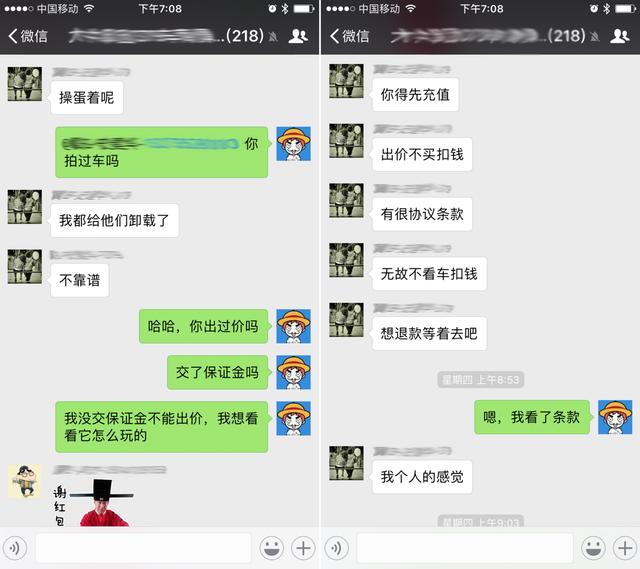 中国移动
下午7:08
微信
...(218)
操蛋着呢
你
拍过车吗
我都给他们卸载了
不靠谱
哈哈，你出过价吗
交了保证金吗
我没交保证金不能出价，我想看
看它怎么玩的
谢
红
包
中国移动
下午7:08
微信
...(218)
你得先充值
出价不买扣钱
有很协议条款
无故不看车扣钱
想退款等着去吧
星期四 上午8:53
嗯，我看了条款
我个人的感觉
星期四 上午9:03